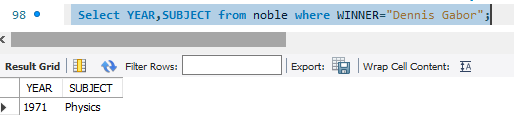 98 Select YEAR,SUBJECT from noble where WINNER="Dennis Gabor";
Result Grid Filter Rows: Export: Wrap Cell Content: IA
YEAR SUBJECT
1971 Physics